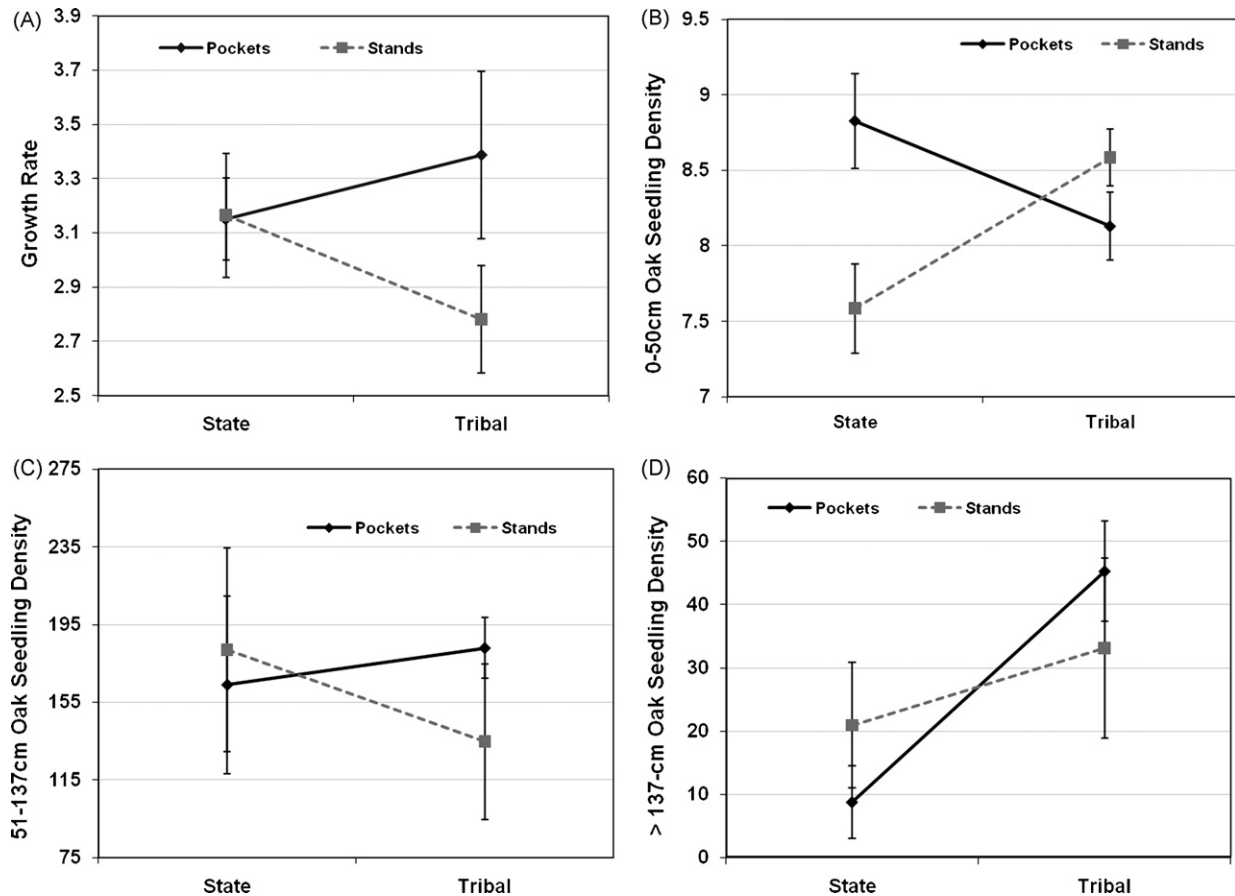 (A)
3.9
3.7
3.5
3.3
3.1
2.9
2.7
2.5
Growth Rate
Pockets Stands
State Tribal
(B)
9.5
9
8.5
8
7.5
7
0-50cm Oak Seedling Density
Pockets Stands
State Tribal
(C)
275
235
195
155
115
75
51-137cm Oak Seedling Density
Pockets Stands
State Tribal
(D)
60
50
40
30
20
10
0
> 137-cm Oak Seedling Density
Pockets Stands
State Tribal